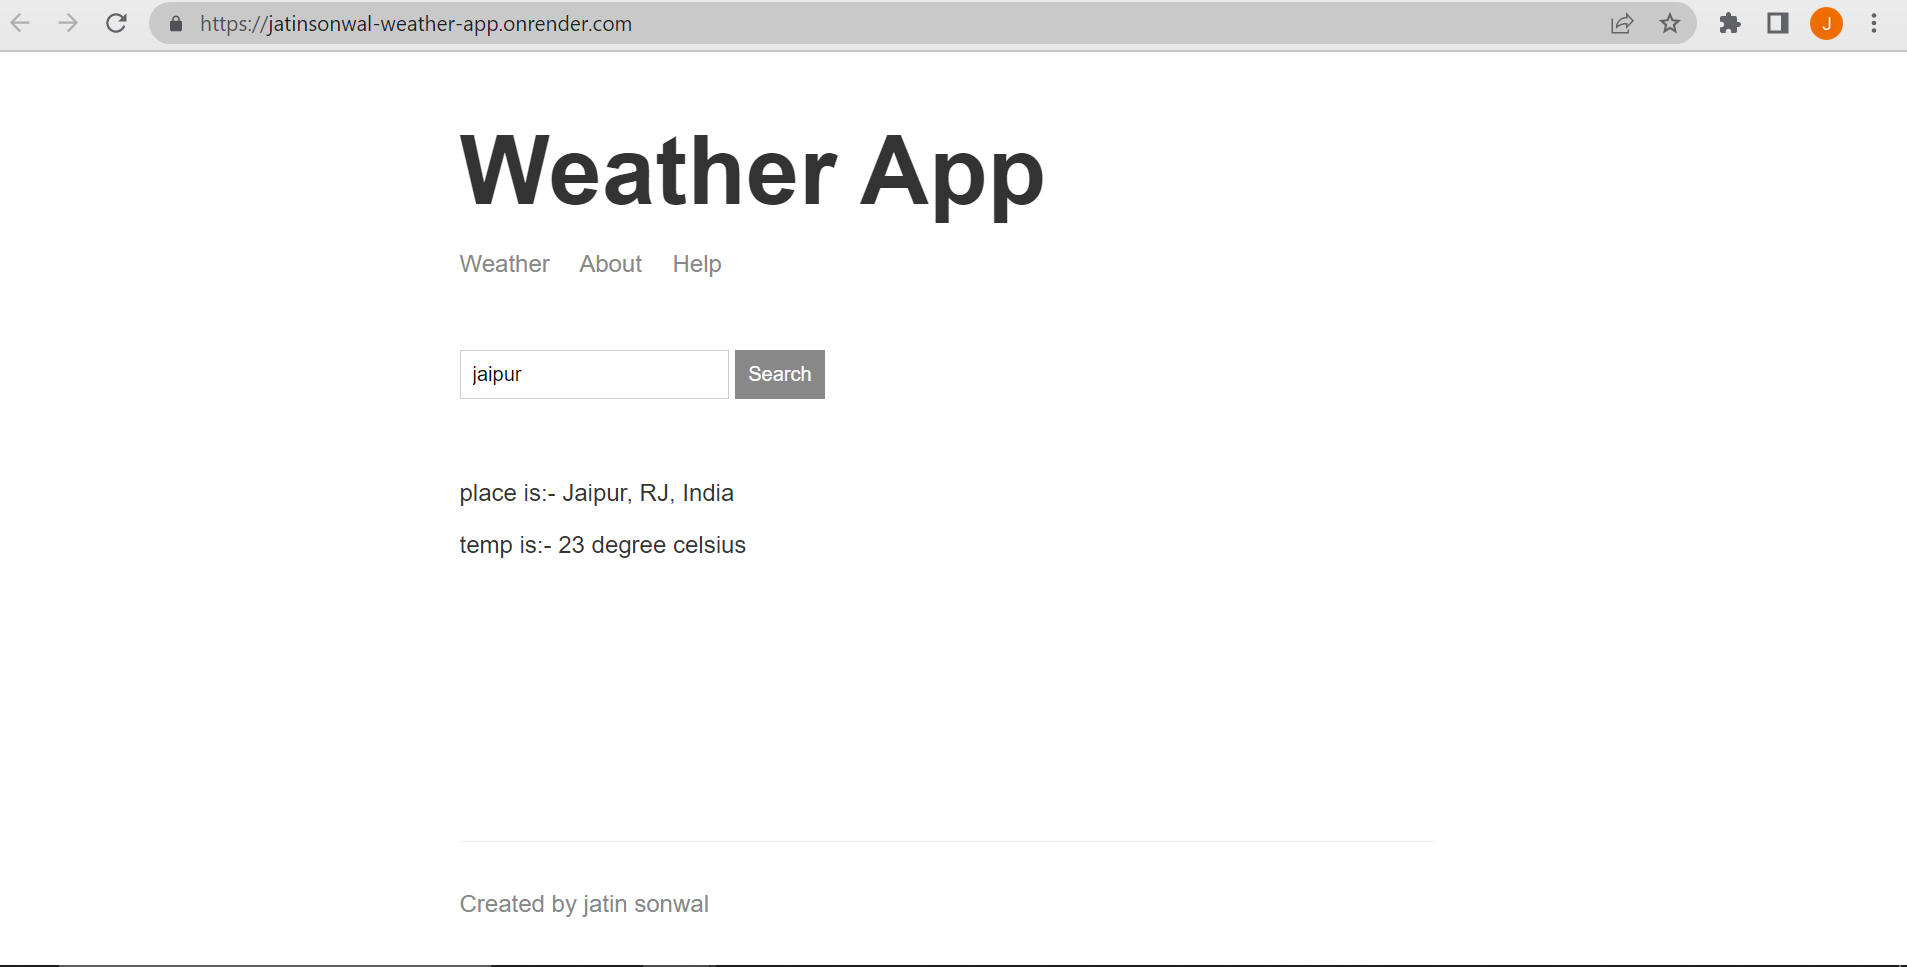 https://jatinsonwal-weather-app.onrender.com
J
Weather App
Weather About Help
jaipur Search
place is:- Jaipur, RJ, India
temp is:- 23 degree celsius
Created by jatin sonwal